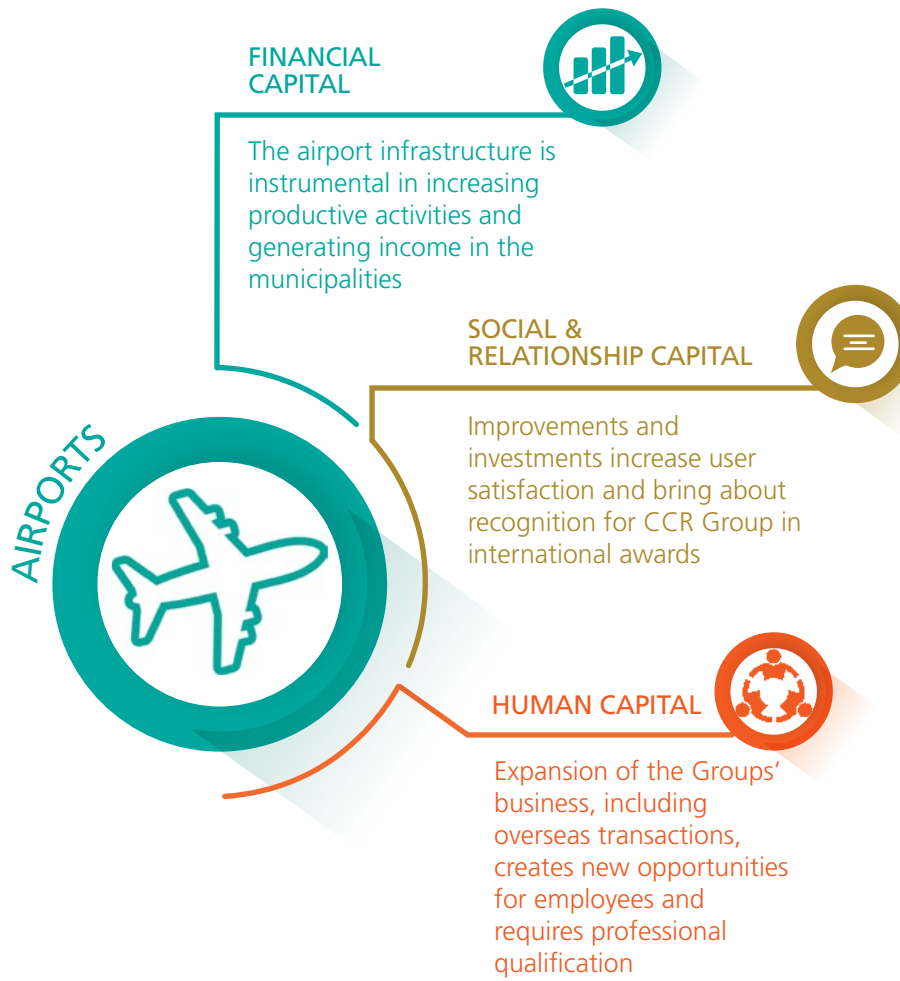 FINANCIAL
CAPITAL
The airport infrastructure is
instrumental in increasing
productive activities and
generating income in the
municipalities
SOCIAL &
RELATIONSHIP CAPITAL
Improvements and
investments increase user
satisfaction and bring about
recognition for CCR Group in
international awards
AIRPORTS
HUMAN CAPITAL
Expansion of the Groups’
business, including
overseas transactions,
creates new opportunities
for employees and
requires professional
qualification